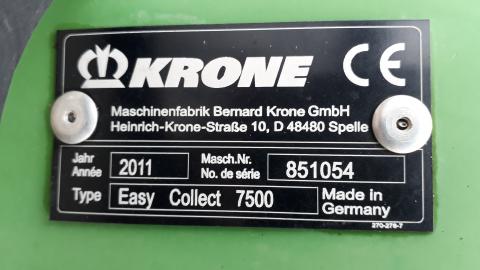 KRONE CE
Maschinenfabrik Bernard Krone GmbH
Heinrich-Krone-Straße 10, D 48480 Spelle
Jahr
Année 2011 Masch.Nr.
No. de série 851054
Type Easy Collect 7500 Made in
Germany
270-278-7